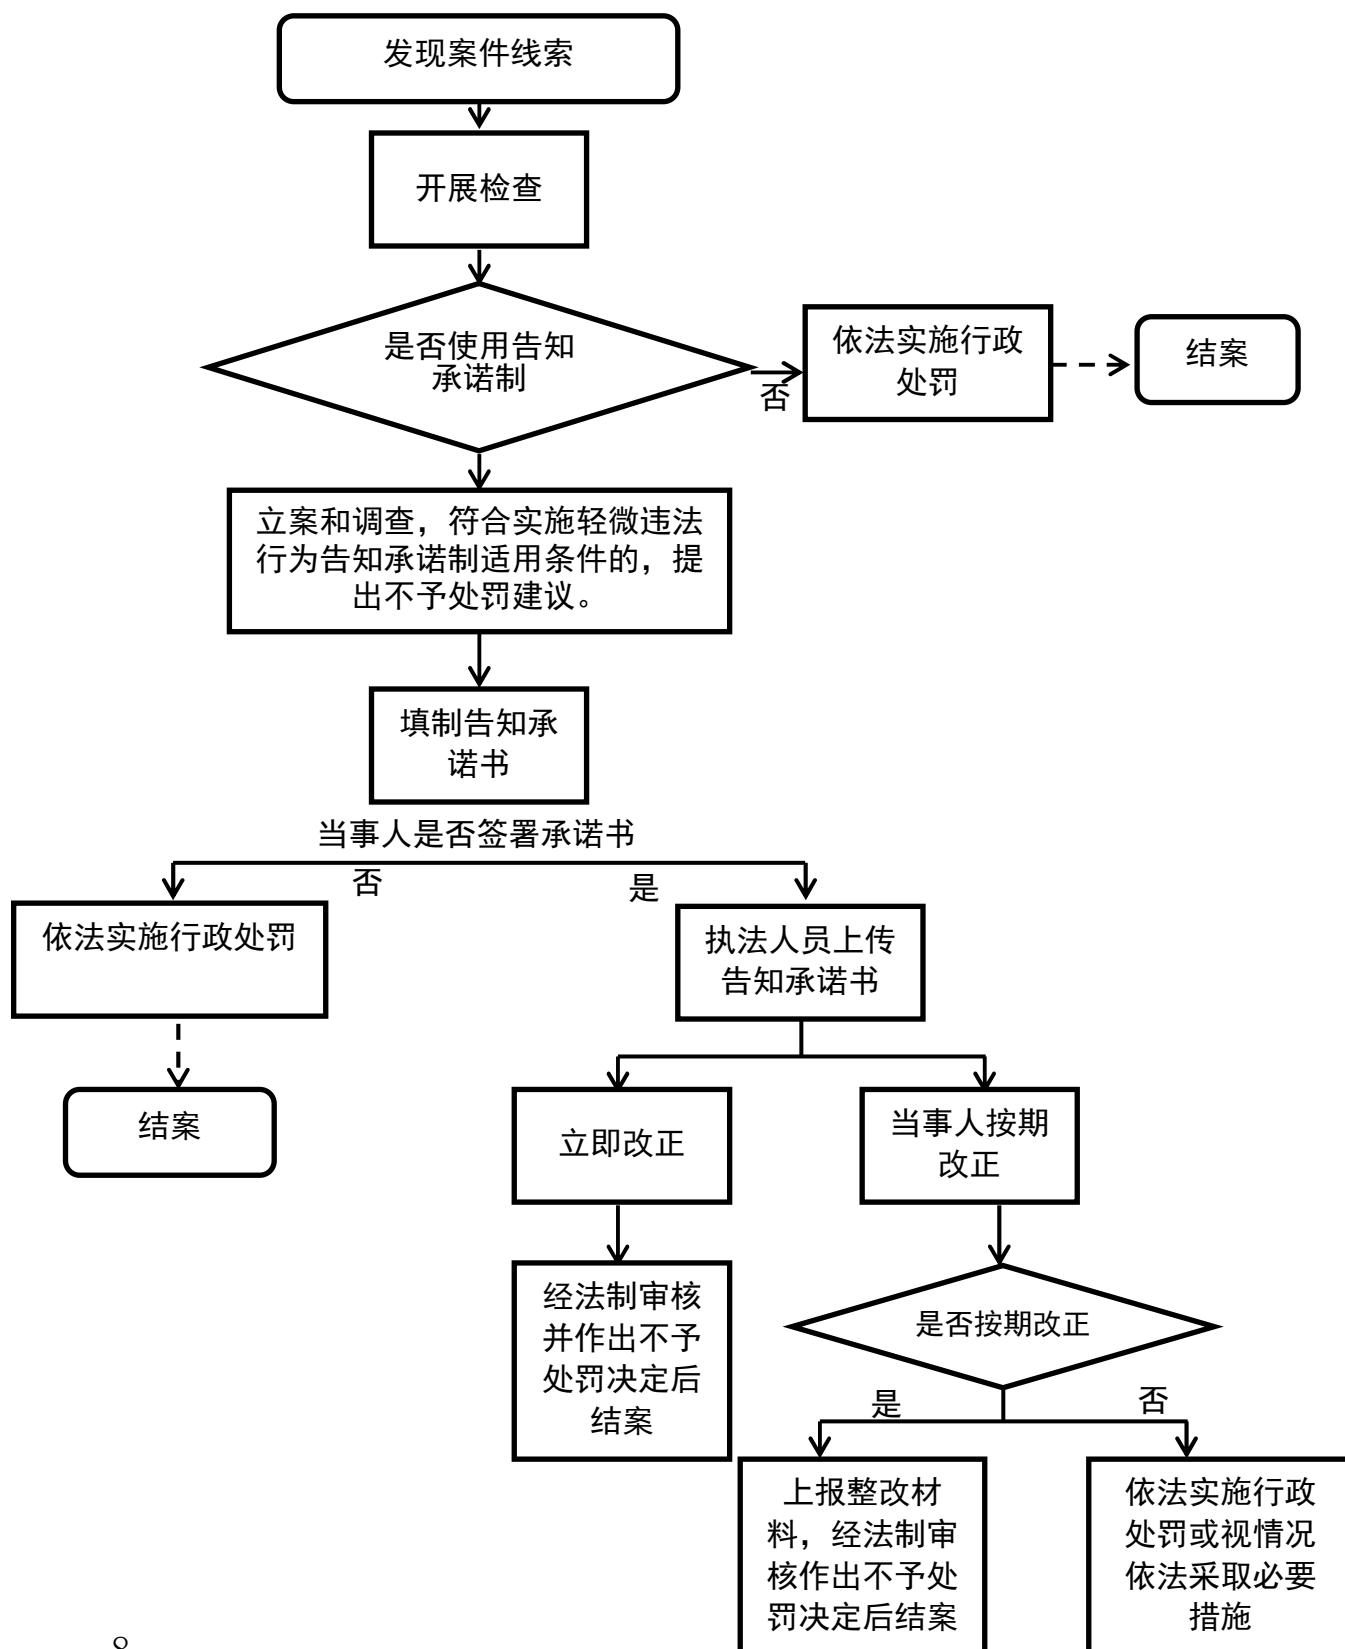 发现案件线索
开展检查
是否使用告知
承诺制
否
依法实施行政
处罚
结案
立案和调查，符合实施轻微违法
行为告知承诺制适用条件的，提
出不予处罚建议。
填制告知承
诺书
当事人是否签署承诺书
否
是
依法实施行政处罚
结案
执法人员上传
告知承诺书
立即改正
当事人按期
改正
经法制审核
并作出不予
处罚决定后
结案
是否按期改正
是
否
上报整改材
料，经法制审
核作出不予处
罚决定后结案
依法实施行政
处罚或视情况
依法采取必要
措施
。